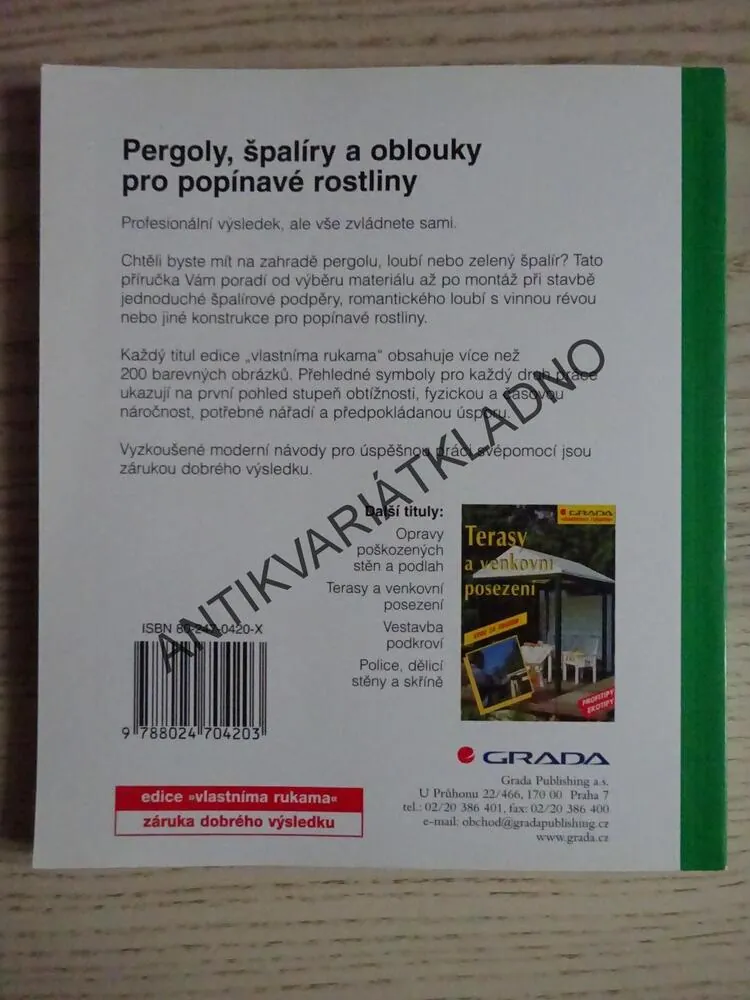 Pergoly, špalíry a oblouky
pro popínavé rostliny
Profesionální výsledek, ale vše zvládnete sami.
Chtěli byste mít na zahradě pergolu, loubí nebo zelený špalír? Tato
příručka Vám poradí od výběru materiálu až po montáž při stavbě
jednoduché špalírové podpěry, romantického loubí s vinnou révou
nebo jiné konstrukce pro popínavé rostliny.
Každý titul edice „vlastníma rukama“ obsahuje více než
200 barevných obrázků. Přehledné symboly pro každý druh práce
ukazují na první pohled stupeň obtížnosti, fyzickou a časovou
náročnost, potřebné nářadí a předpokládanou úsporu.
Vyzkoušené moderní návody pro úspěšnou práci svépomocí jsou
zárukou dobrého výsledku.
ANTIKVARIÁTKLADNO
Další tituly:
Opravy
poškozených
stěn a podlah
Terasy a venkovní
posezení
Vestavba
podkroví
Police, dělicí
stěny a skříně
GRADA
Terasy
a venkovní
posezení
PROFITIPY
EKOTIPY
ISBN 80-247-0420-X
9 788024 704203
GRADA
Grada Publishing a.s.
U Průhonu 22/466, 170 00 Praha 7
tel.: 02/20 386 401, fax: 02/20 386 400
e-mail: obchod@gradapublishing.cz
www.grada.cz
edice »vlastníma rukama«
záruka dobrého výsledku